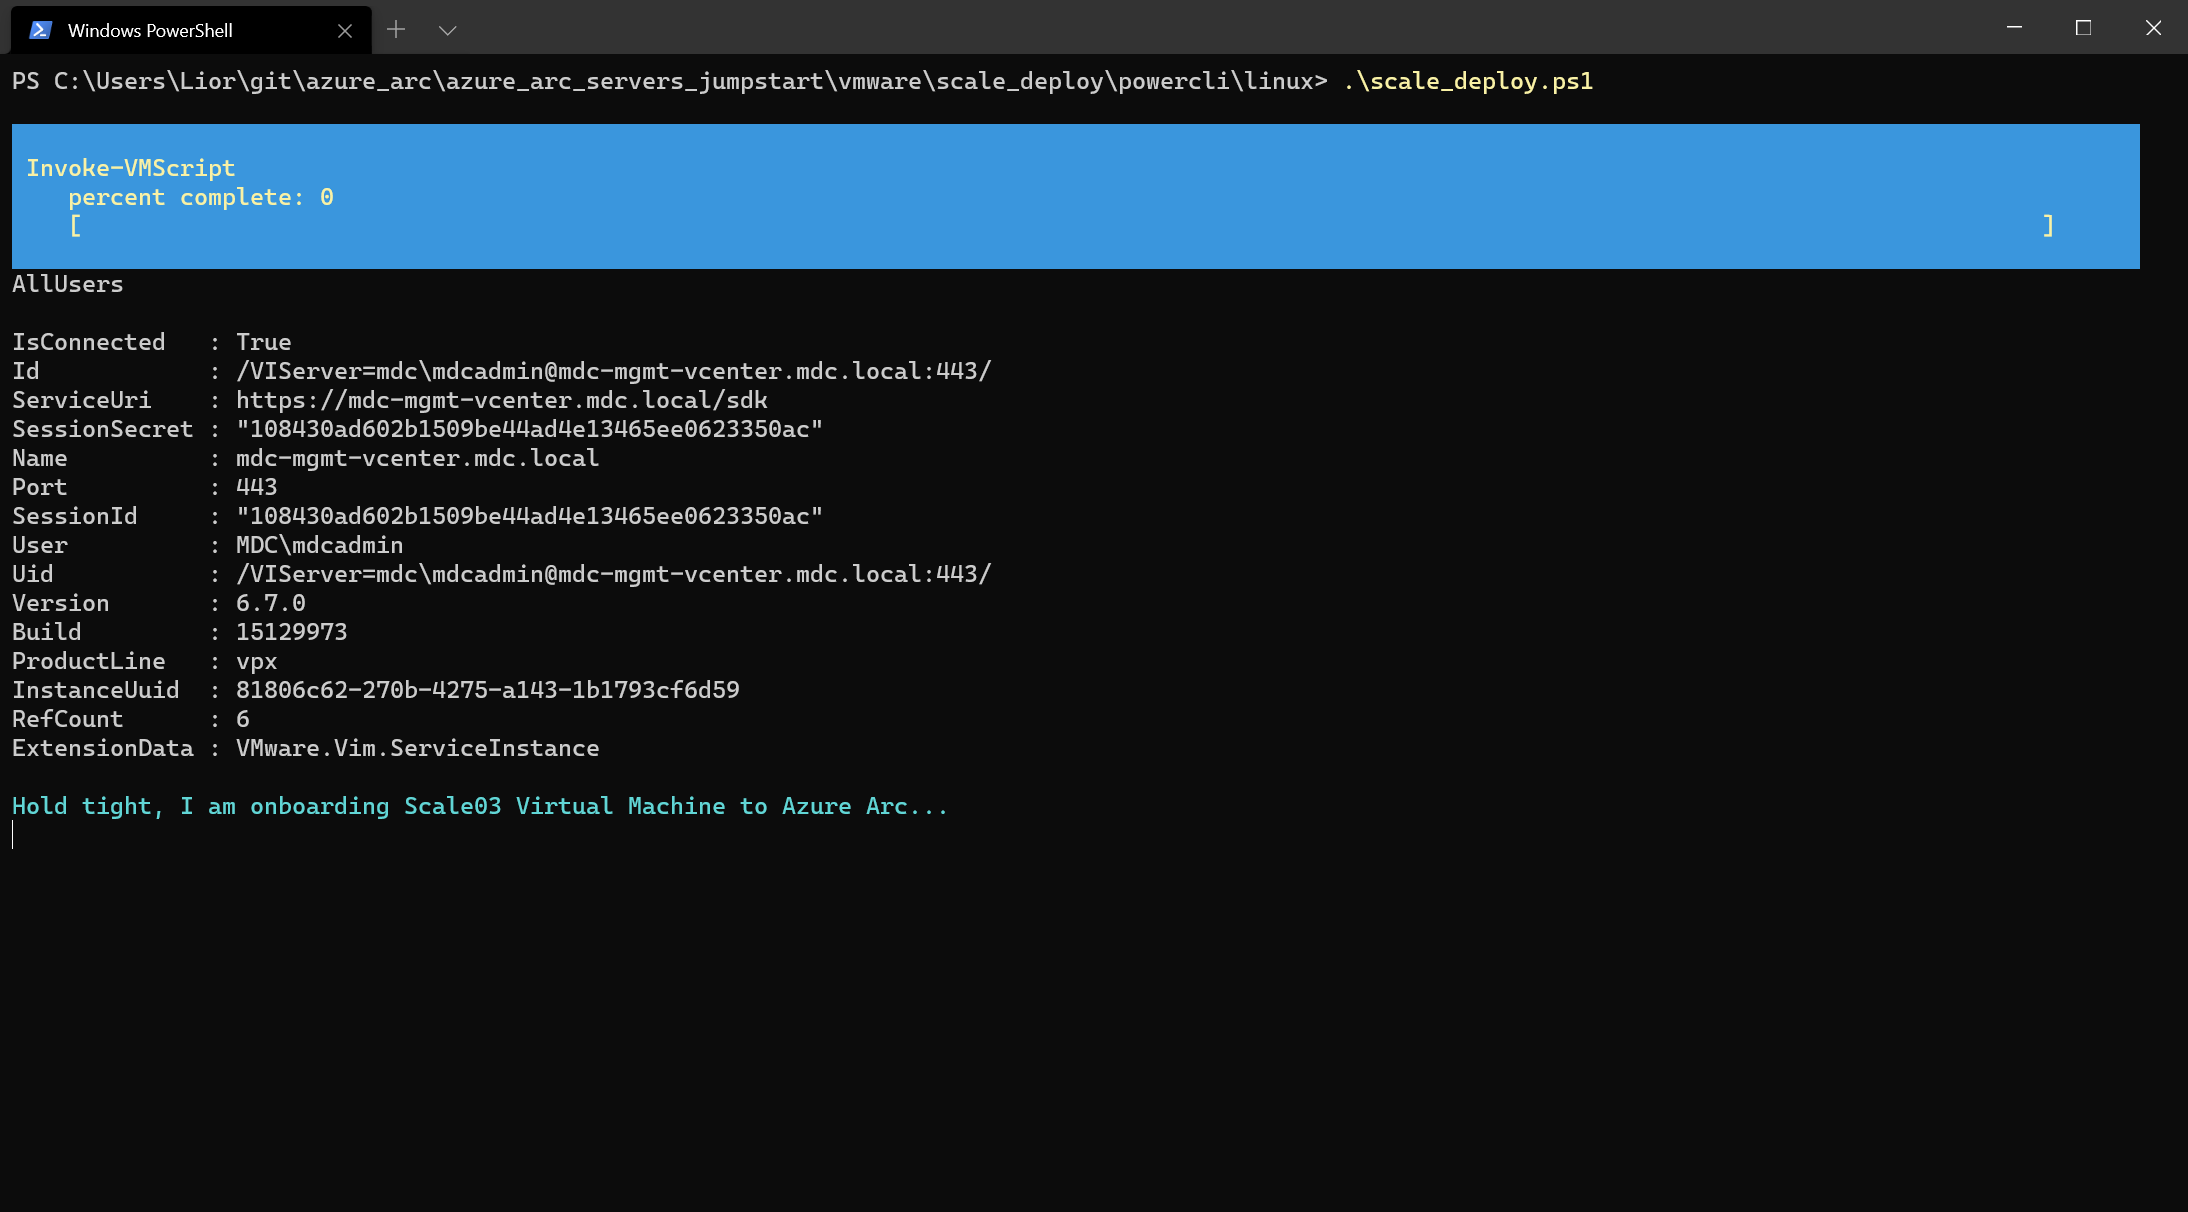 Windows PowerShell
PS C:\Users\Lior\git\azure_arc\azure_arc_servers_jumpstart\vmware\scale_deploy\powercli\linux> .\scale_deploy.ps1
Invoke-VMScript
percent complete: 0
[ ]
AllUsers
IsConnected : True
Id : /VIServer=mdc\mdcadmin@mdc-mgmt-vcenter.mdc.local:443/
ServiceUri : https://mdc-mgmt-vcenter.mdc.local/sdk
SessionSecret : "108430ad602b1509be44ad4e13465ee0623350ac"
Name : mdc-mgmt-vcenter.mdc.local
Port : 443
SessionId : "108430ad602b1509be44ad4e13465ee0623350ac"
User : MDC\mdcadmin
Uid : /VIServer=mdc\mdcadmin@mdc-mgmt-vcenter.mdc.local:443/
Version : 6.7.0
Build : 15129973
ProductLine : vpx
InstanceUuid : 81806c62-270b-4275-a143-1b1793cf6d59
RefCount : 6
ExtensionData : VMware.Vim.ServiceInstance
Hold tight, I am onboarding Scale03 Virtual Machine to Azure Arc...